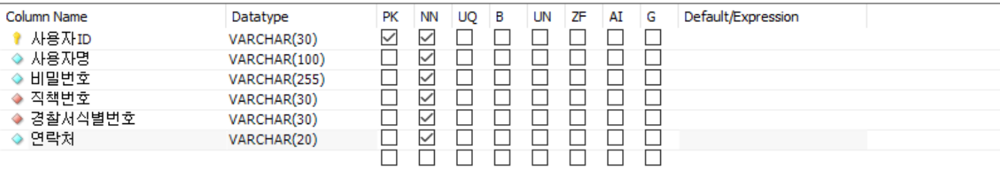 Column Name Datatype PK NN UQ B UN ZF AI G Default/Expression
사용자ID VARCHAR(30)
사용자명 VARCHAR(100)
비밀번호 VARCHAR(255)
직책번호 VARCHAR(30)
경찰서식별번호 VARCHAR(30)
연락처 VARCHAR(20)